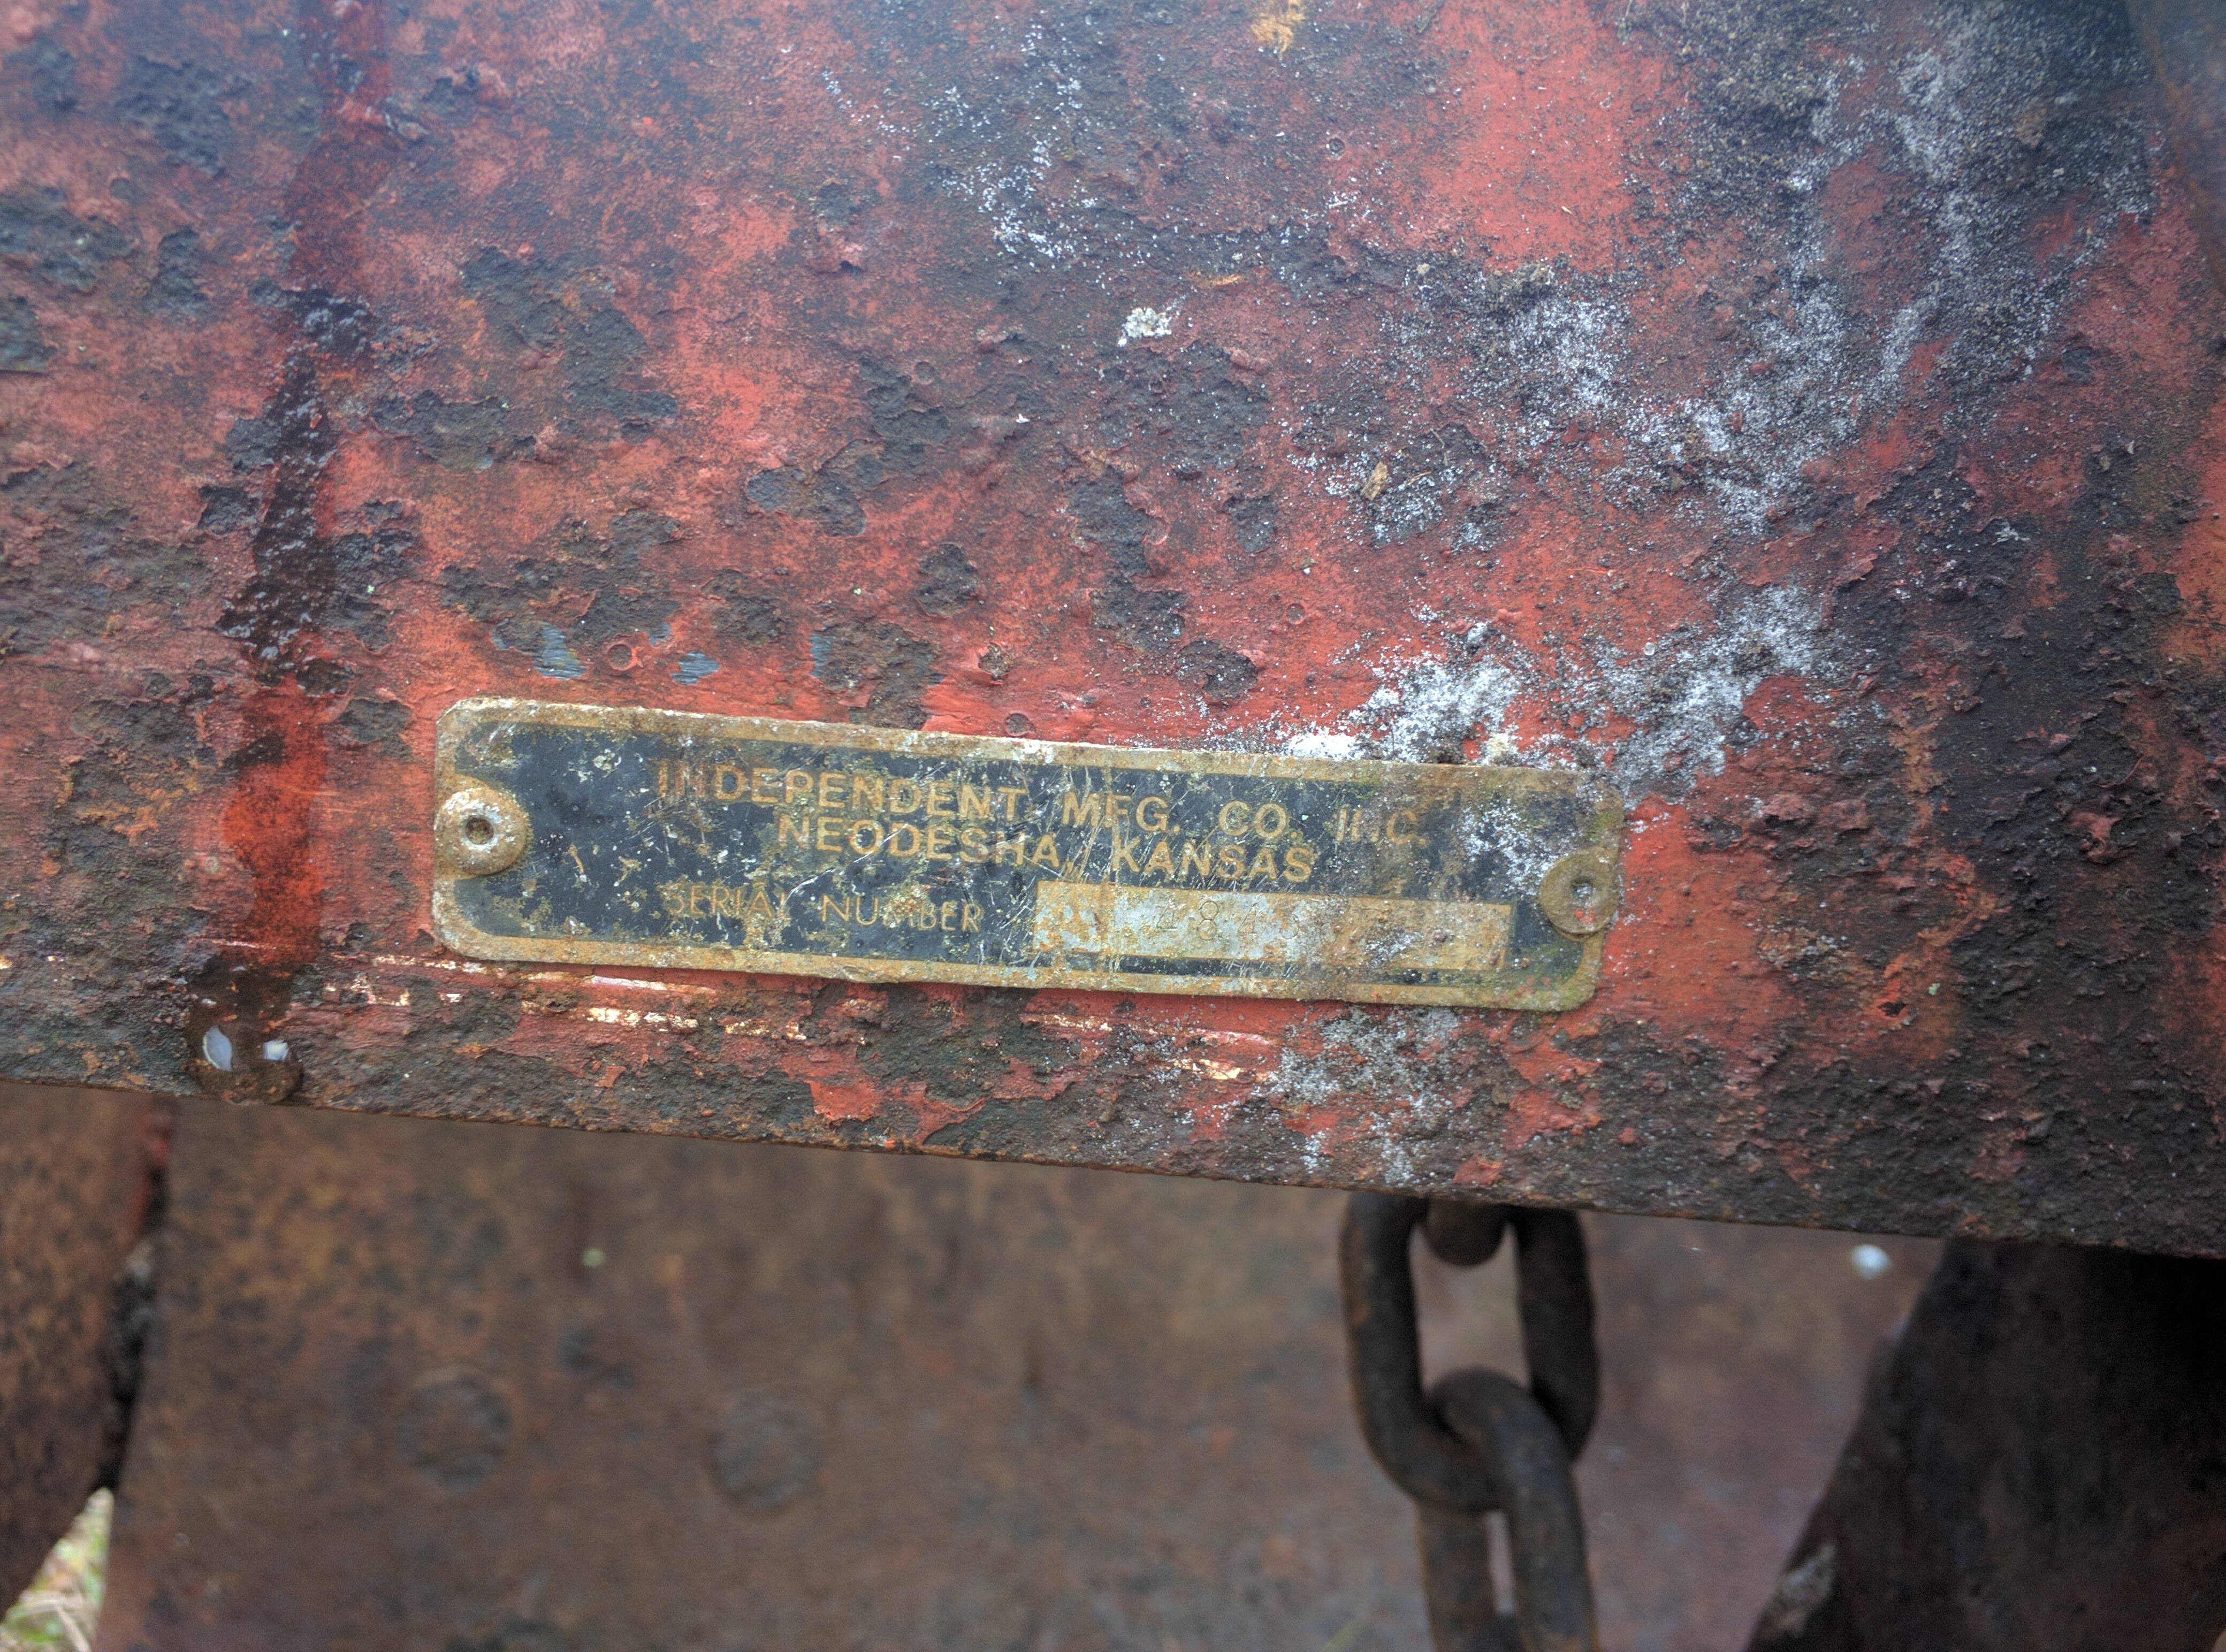 INDEPENDENT MFG. CO. INC.
NEODESHA, KANSAS
SERIAL NUMBER